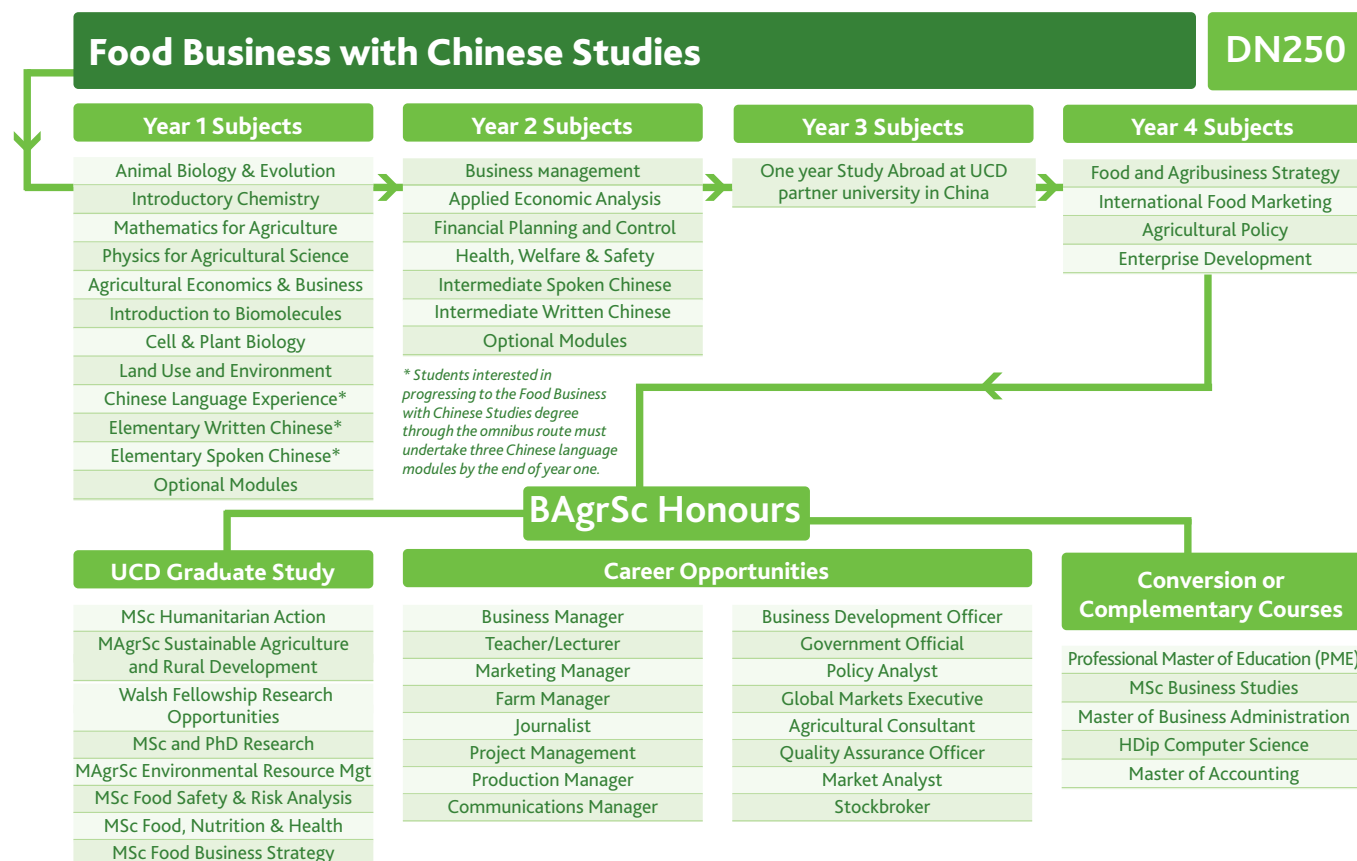 Food Business with Chinese Studies
DN250
Year 1 Subjects
Animal Biology & Evolution
Introductory Chemistry
Mathematics for Agriculture
Physics for Agricultural Science
Agricultural Economics & Business
Introduction to Biomolecules
Cell & Plant Biology
Land Use and Environment
Chinese Language Experience*
Elementary Written Chinese*
Elementary Spoken Chinese*
Optional Modules
Year 2 Subjects
Business Management
Applied Economic Analysis
Financial Planning and Control
Health, Welfare & Safety
Intermediate Spoken Chinese
Intermediate Written Chinese
Optional Modules
* Students interested in
progressing to the Food Business
with Chinese Studies degree
through the omnibus route must
undertake three Chinese language
modules by the end of year one.
Year 3 Subjects
One year Study Abroad at UCD
partner university in China
Year 4 Subjects
Food and Agribusiness Strategy
International Food Marketing
Agricultural Policy
Enterprise Development
BAgrSc Honours
UCD Graduate Study
MSc Humanitarian Action
MAgrSc Sustainable Agriculture
and Rural Development
Walsh Fellowship Research
Opportunities
MSc and PhD Research
MAgrSc Environmental Resource Mgt
MSc Food Safety & Risk Analysis
MSc Food, Nutrition & Health
MSc Food Business Strategy
Career Opportunities
Business Manager
Teacher/Lecturer
Marketing Manager
Farm Manager
Journalist
Project Management
Production Manager
Communications Manager
Business Development Officer
Government Official
Policy Analyst
Global Markets Executive
Agricultural Consultant
Quality Assurance Officer
Market Analyst
Stockbroker
Conversion or
Complementary Courses
Professional Master of Education (PME)
MSc Business Studies
Master of Business Administration
HDip Computer Science
Master of Accounting